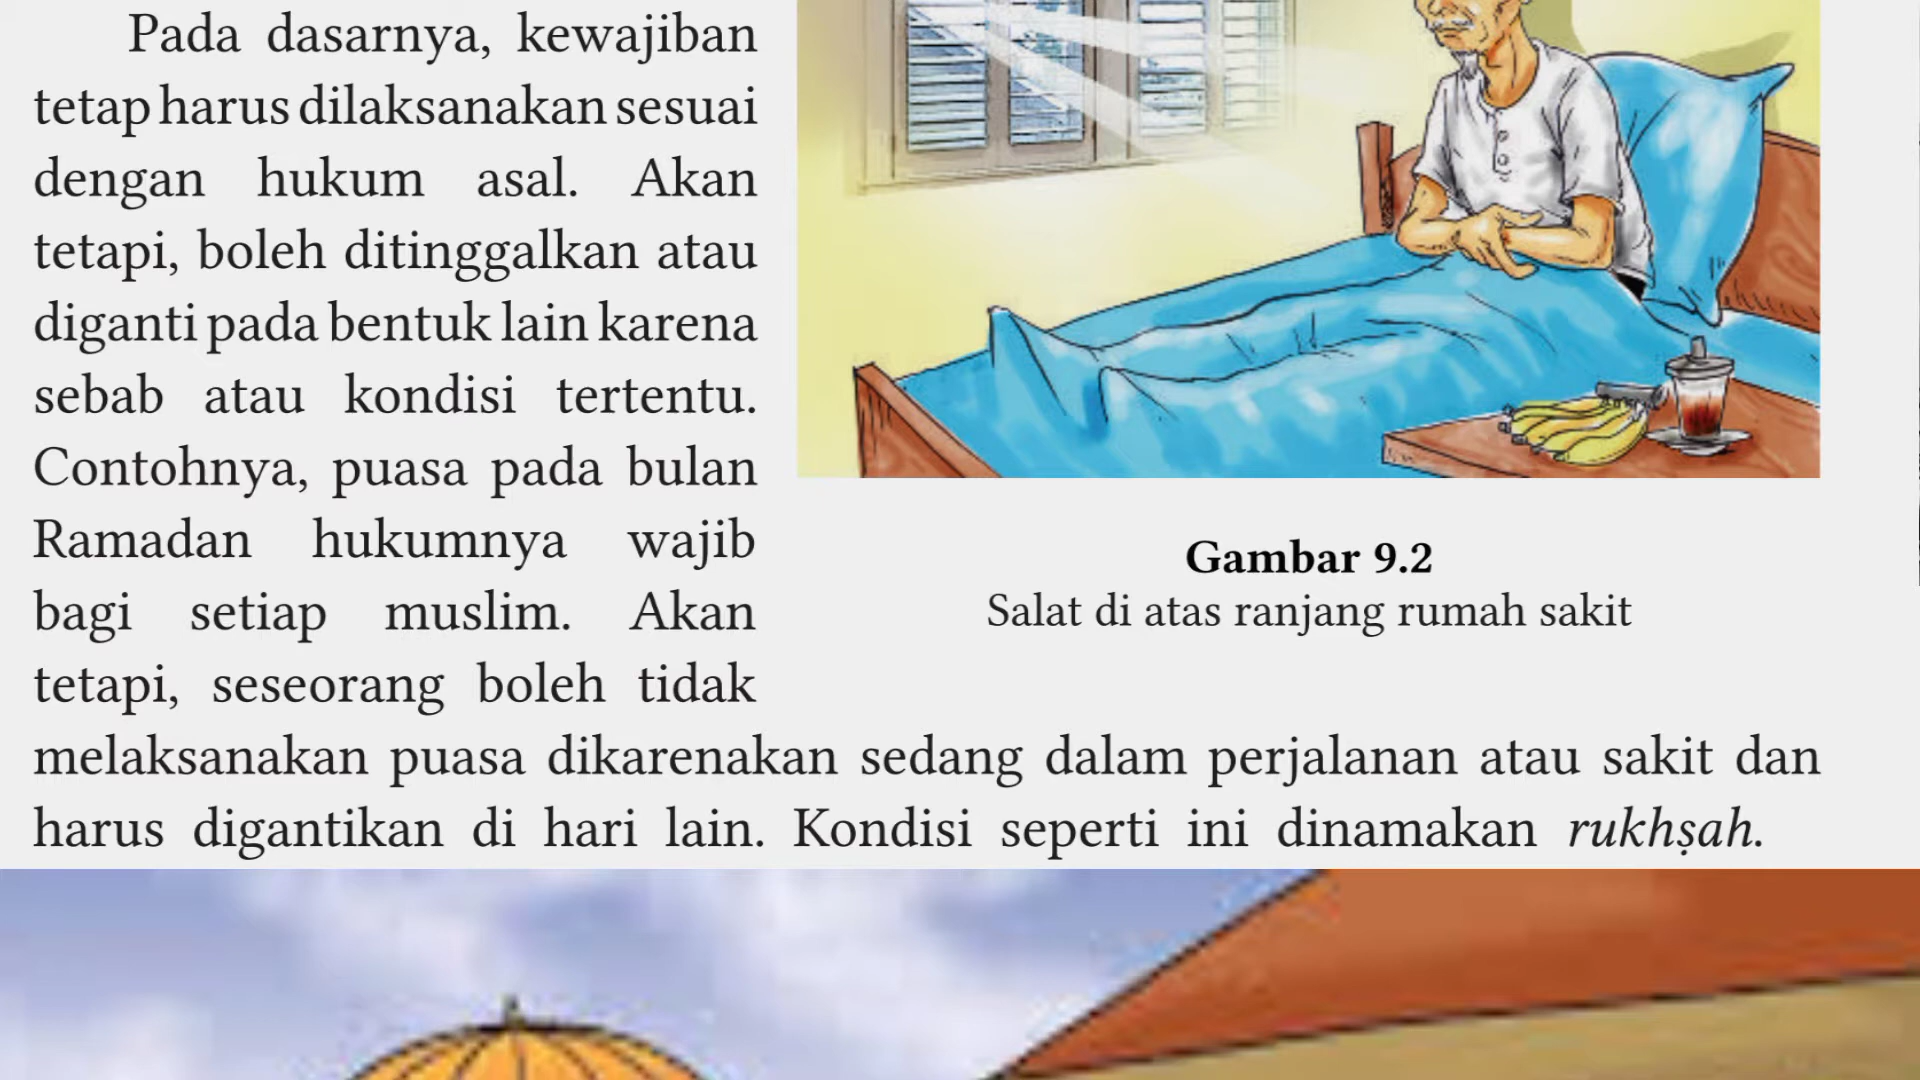 Pada dasarnya, kewajiban
tetap harus dilaksanakan sesuai
dengan hukum asal. Akan
tetapi, boleh ditinggalkan atau
diganti pada bentuk lain karena
sebab atau kondisi tertentu.
Contohnya, puasa pada bulan
Ramadan hukumnya wajib
bagi setiap muslim. Akan
tetapi, seseorang boleh tidak
melaksanakan puasa dikarenakan sedang dalam perjalanan atau sakit dan
harus digantikan di hari lain. Kondisi seperti ini dinamakan rukhṣah.
Gambar 9.2
Salat di atas ranjang rumah sakit